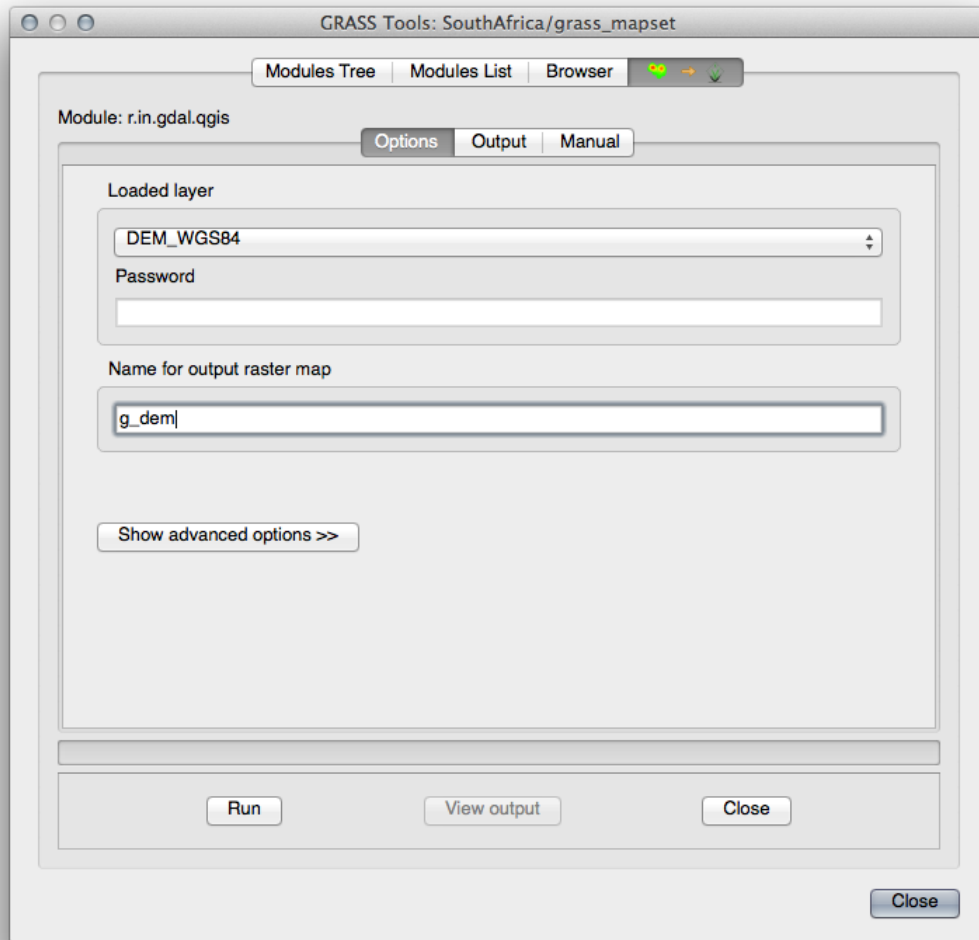 GRASS Tools: SouthAfrica/grass_mapset
Modules Tree Modules List Browser
Module: r.in.gdal.qgis
Options Output Manual
Loaded layer
DEM_WGS84
Password
Name for output raster map
g_dem
Show advanced options >>
Run View output Close
Close